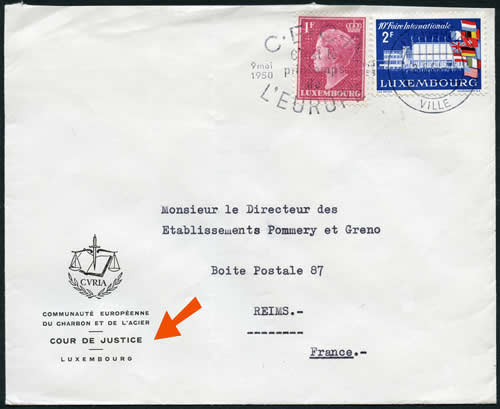 1F
LUXEMBOURG
10e Foire Internationale
2F
LUXEMBOURG
9 mai
1950
L'EUROPE
VILLE
Monsieur le Directeur des
Etablissements Pommery et Greno
Boite Postale 87
REIMS.-
France.-
CVRIA
COMMUNAUTÉ EUROPÉENNE
DU CHARBON ET DE L'ACIER
COUR DE JUSTICE
LUXEMBOURG